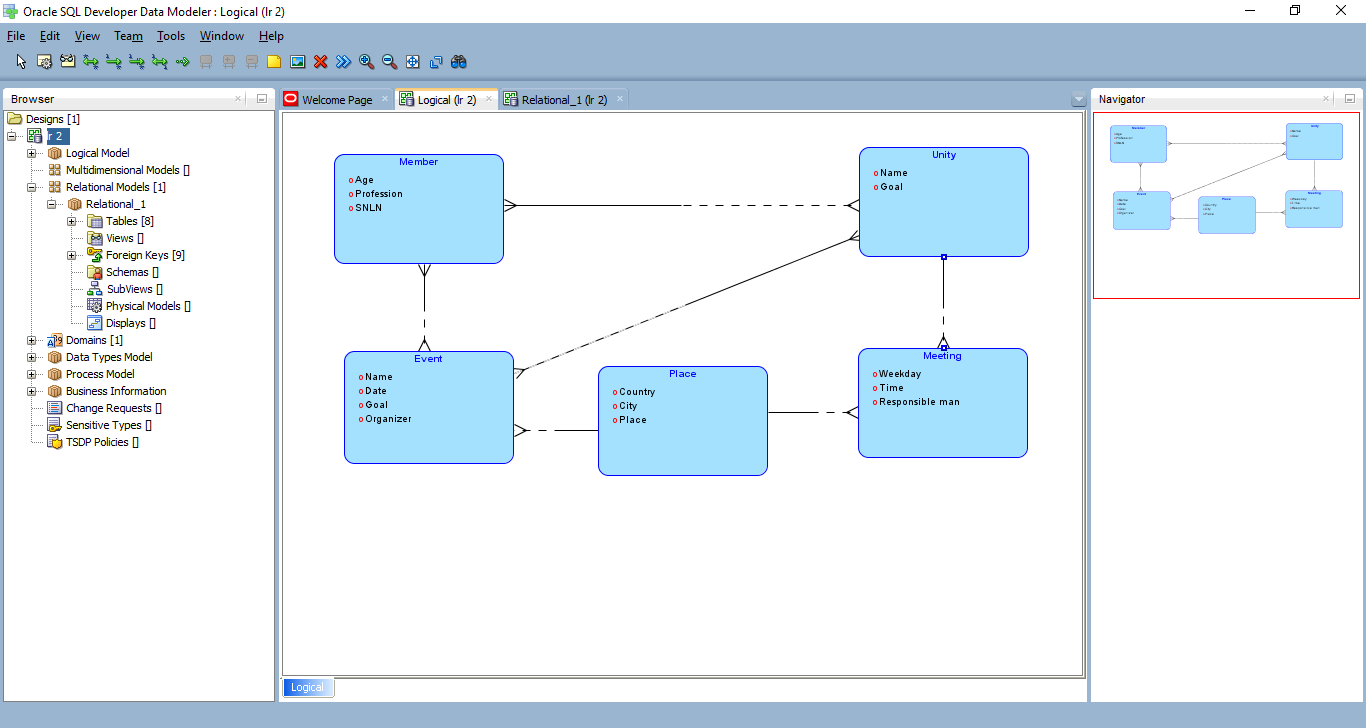 Oracle SQL Developer Data Modeler : Logical (lr 2)
File Edit View Team Tools Window Help
Browser
Designs [1]
lr 2
Logical Model
Multidimensional Models []
Relational Models [1]
Relational_1
Tables [8]
Views []
Foreign Keys [9]
Schemas []
SubViews []
Physical Models []
Displays []
Domains [1]
Data Types Model
Process Model
Business Information
Change Requests []
Sensitive Types []
TSDP Policies []
Welcome Page
Logical (lr 2)
Relational_1 (lr 2)
Member
Age
Profession
SNLN
Unity
Name
Goal
Event
Name
Date
Goal
Organizer
Place
Country
City
Place
Meeting
Weekday
Time
Responsible man
Logical
Navigator